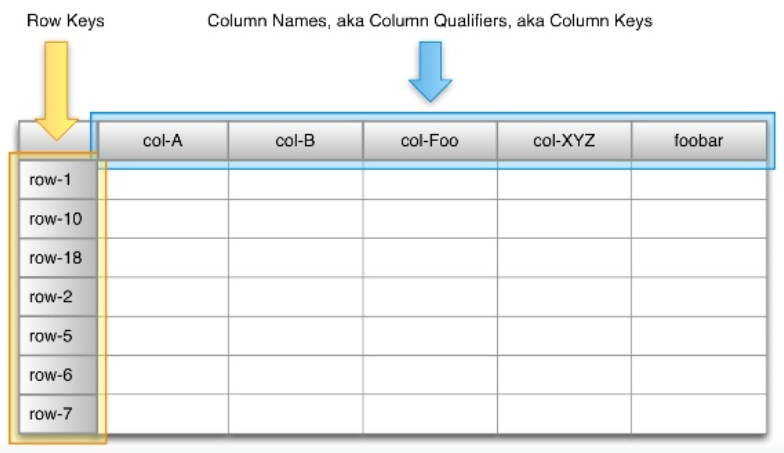 Row Keys
Column Names, aka Column Qualifiers, aka Column Keys
col-A col-B col-Foo col-XYZ foobar
row-1
row-10
row-18
row-2
row-5
row-6
row-7